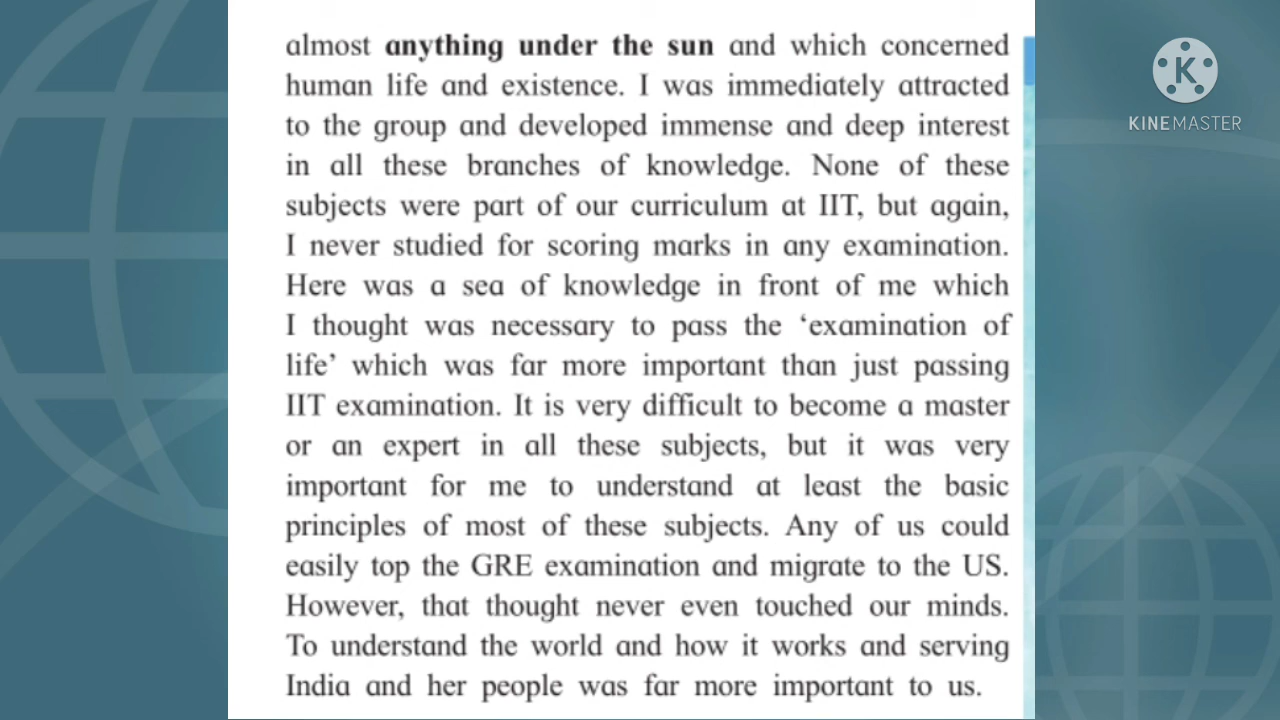 almost anything under the sun and which concerned
human life and existence. I was immediately attracted
to the group and developed immense and deep interest
in all these branches of knowledge. None of these
subjects were part of our curriculum at IIT, but again,
I never studied for scoring marks in any examination.
Here was a sea of knowledge in front of me which
I thought was necessary to pass the ‘examination of
life’ which was far more important than just passing
IIT examination. It is very difficult to become a master
or an expert in all these subjects, but it was very
important for me to understand at least the basic
principles of most of these subjects. Any of us could
easily top the GRE examination and migrate to the US.
However, that thought never even touched our minds.
To understand the world and how it works and serving
India and her people was far more important to us.
K
KINEMASTER